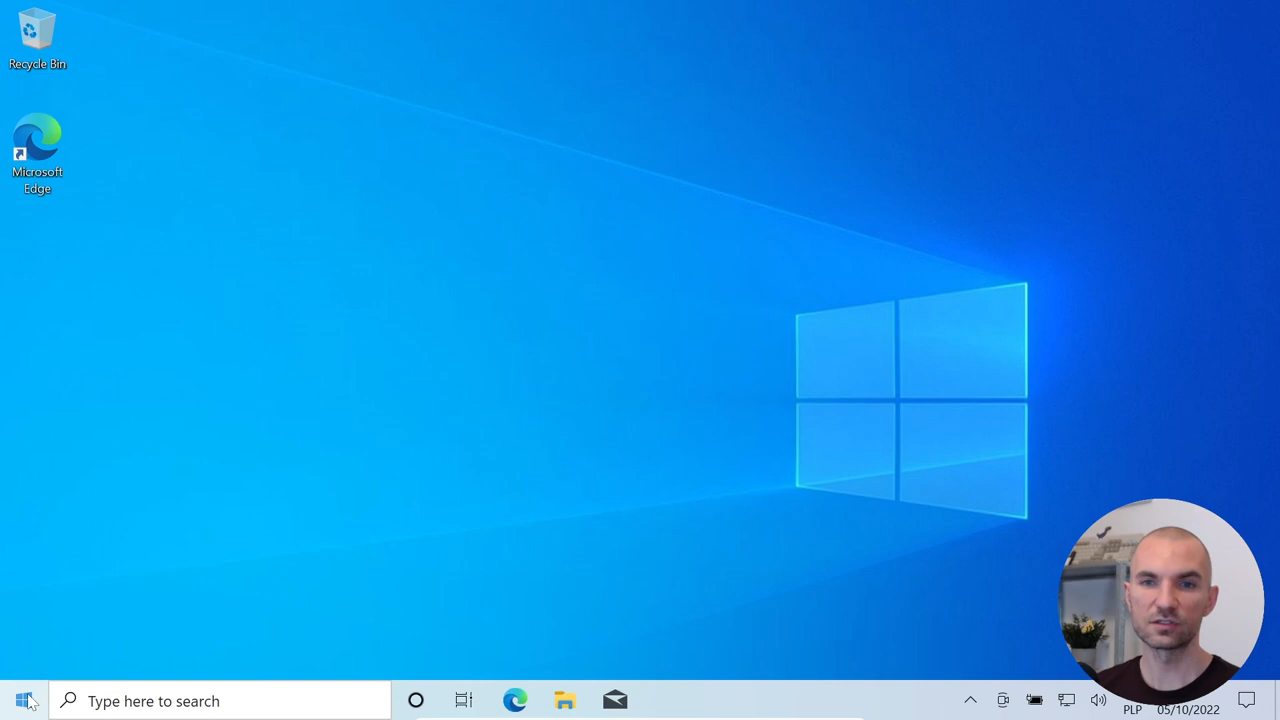 Recycle Bin
Microsoft
Edge
Type here to search
PLP
05/10/2022